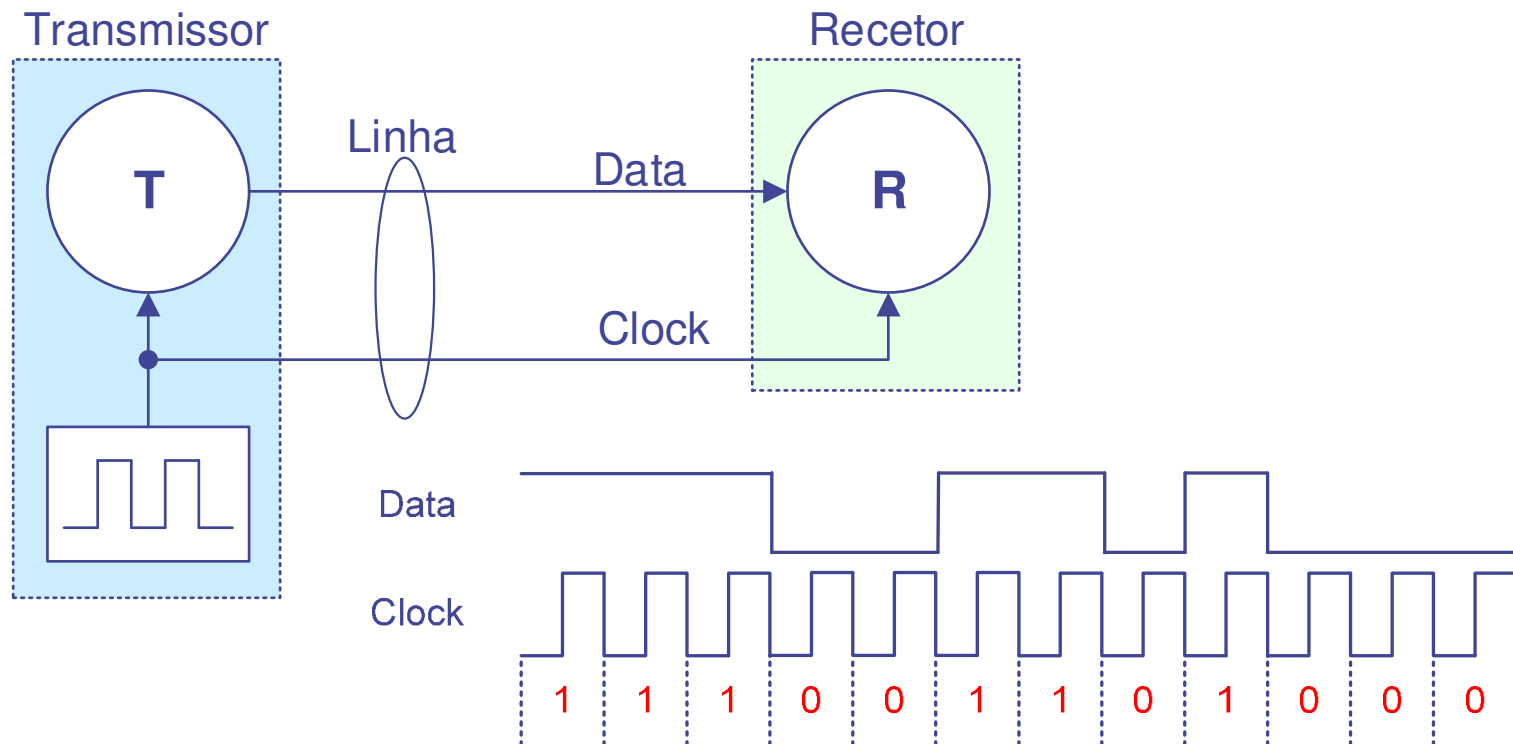 Transmissor
Recetor
Linha
T
Data
R
Clock
Data
Clock
1 1 1 0 0 1 1 0 1 0 0 0